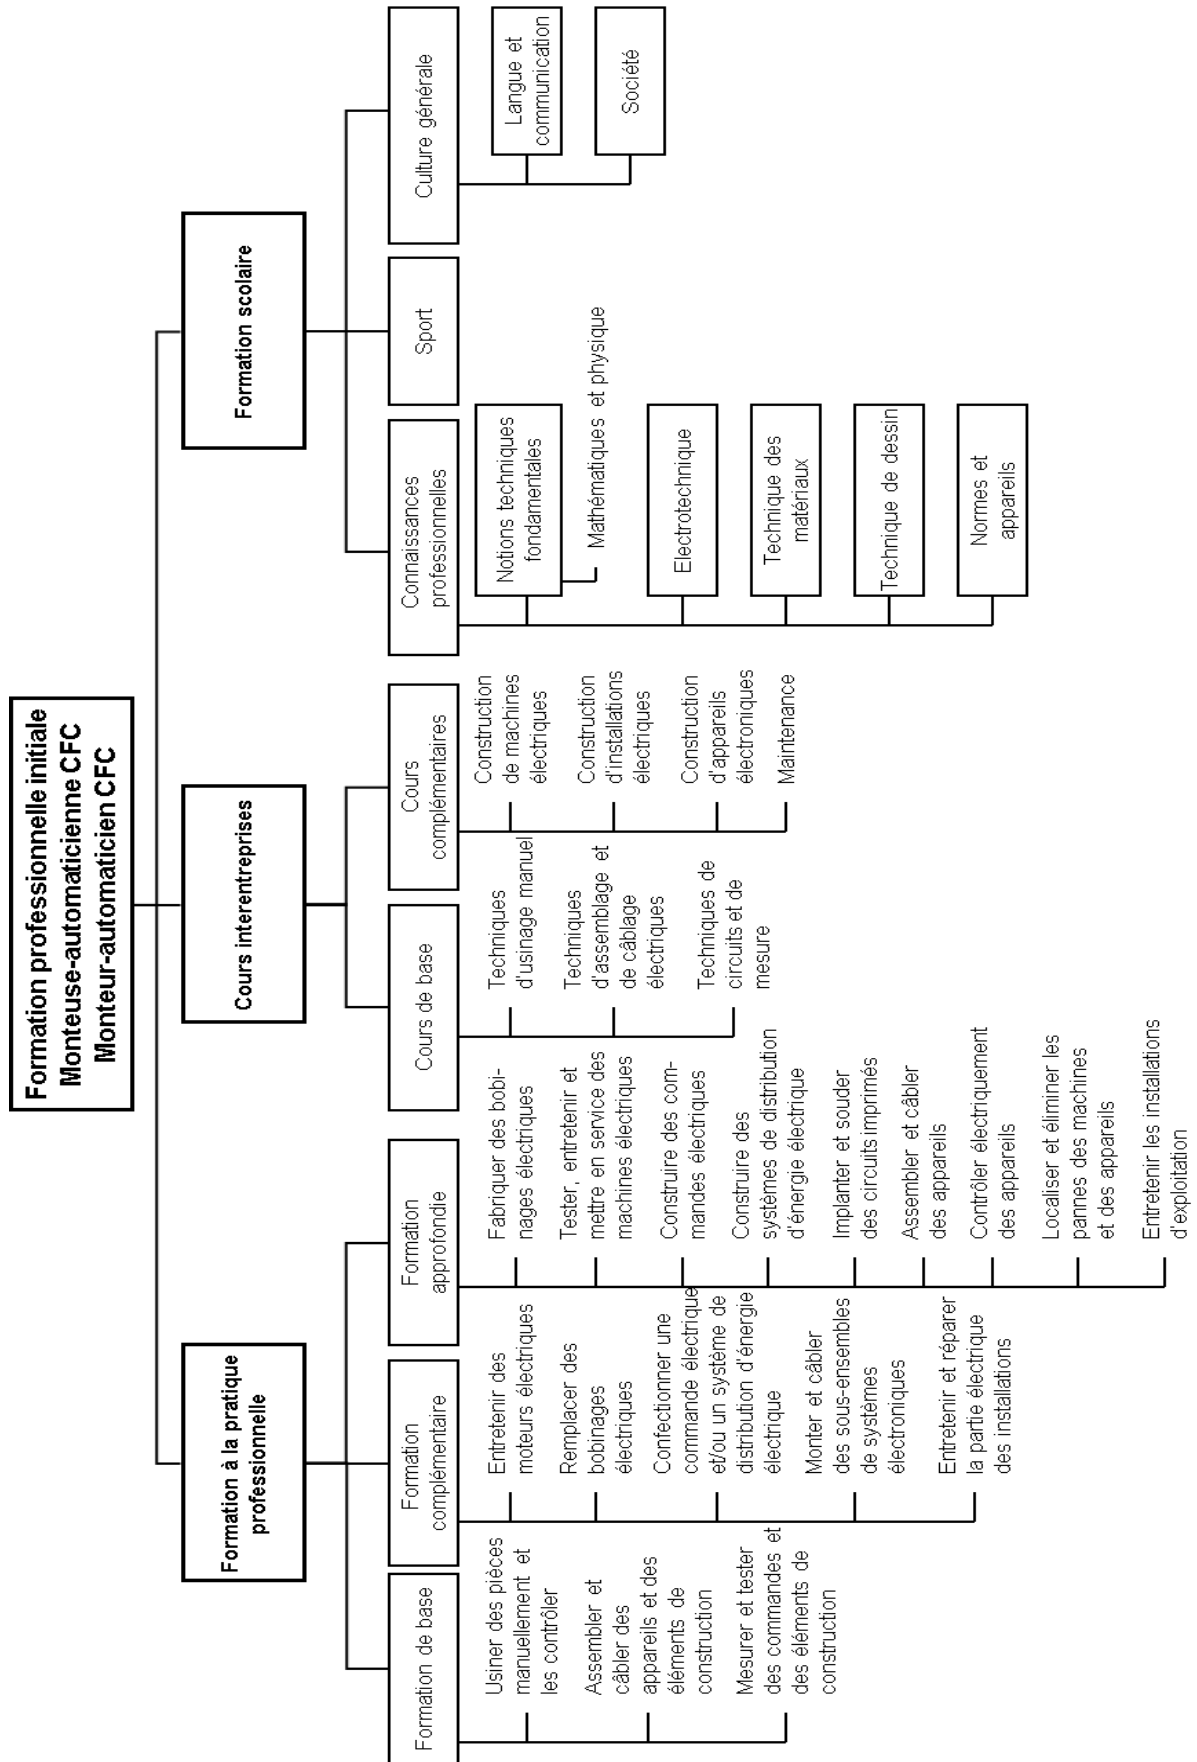 Formation professionnelle initiale
Monteuse-automaticienne CFC
Monteur-automaticien CFC
Formation à la pratique
professionnelle
Formation de base
Usiner des pièces
manuellement et
les contrôler
Assembler et
câbler des
appareils et des
éléments de
construction
Mesurer et tester
des commandes et
des éléments de
construction
Formation
complémentaire
Entretenir des
moteurs électriques
Remplacer des
bobinages
électriques
Confectionner une
commande électrique
et/ou un système de
distribution d'énergie
électrique
Monter et câbler
des sous-ensembles
de systèmes
électroniques
Entretenir et réparer
la partie électrique
des installations
Formation
approfondie
Fabriquer des bobi-
nages électriques
Tester, entretenir et
mettre en service des
machines électriques
Construire des com-
mandes électriques
Construire des
systèmes de distribution
d'énergie électrique
Implanter et souder
des circuits imprimés
Assembler et câbler
des appareils
Contrôler électriquement
des appareils
Localiser et éliminer les
pannes des machines
et des appareils
Entretenir les installations
d'exploitation
Cours interentreprises
Cours de base
Techniques
d'usinage manuel
Techniques
d'assemblage et
de câblage
électriques
Techniques de
circuits et de
mesure
Cours
complémentaires
Construction
de machines
électriques
Construction
d'installations
électriques
Construction
d'appareils
électroniques
Maintenance
Formation scolaire
Connaissances
professionnelles
Notions techniques
fondamentales
Mathématiques et physique
Electrotechnique
Technique des
matériaux
Technique de dessin
Normes et
appareils
Sport
Culture générale
Langue et
communication
Société